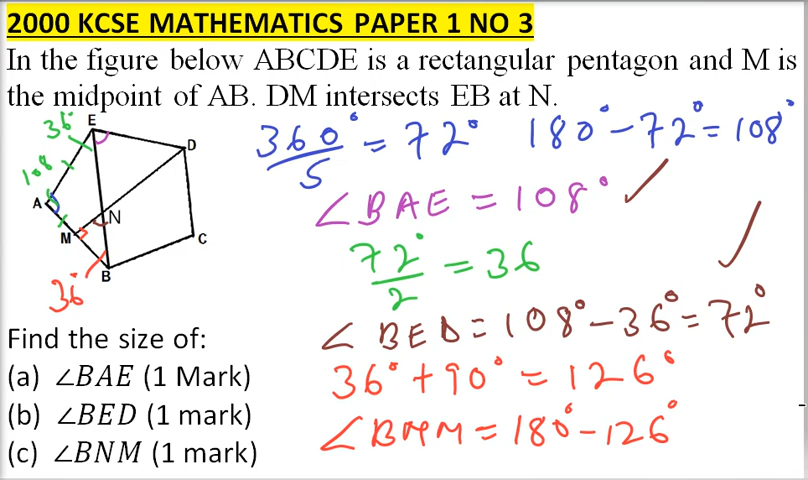 2000 KCSE MATHEMATICS PAPER 1 NO 3
In the figure below ABCDE is a rectangular pentagon and M is
the midpoint of AB. DM intersects EB at N.
E
36°
D
108
A
N
M
C
B
36°
360°/5 = 72° 180° - 72° = 108°
∠BAE = 108° ✓
72°/2 = 36
✓
∠BED = 108° - 36° = 72°
36° + 90° = 126°
∠BNM = 180° - 126°
Find the size of:
(a) ∠BAE (1 Mark)
(b) ∠BED (1 mark)
(c) ∠BNM (1 mark)